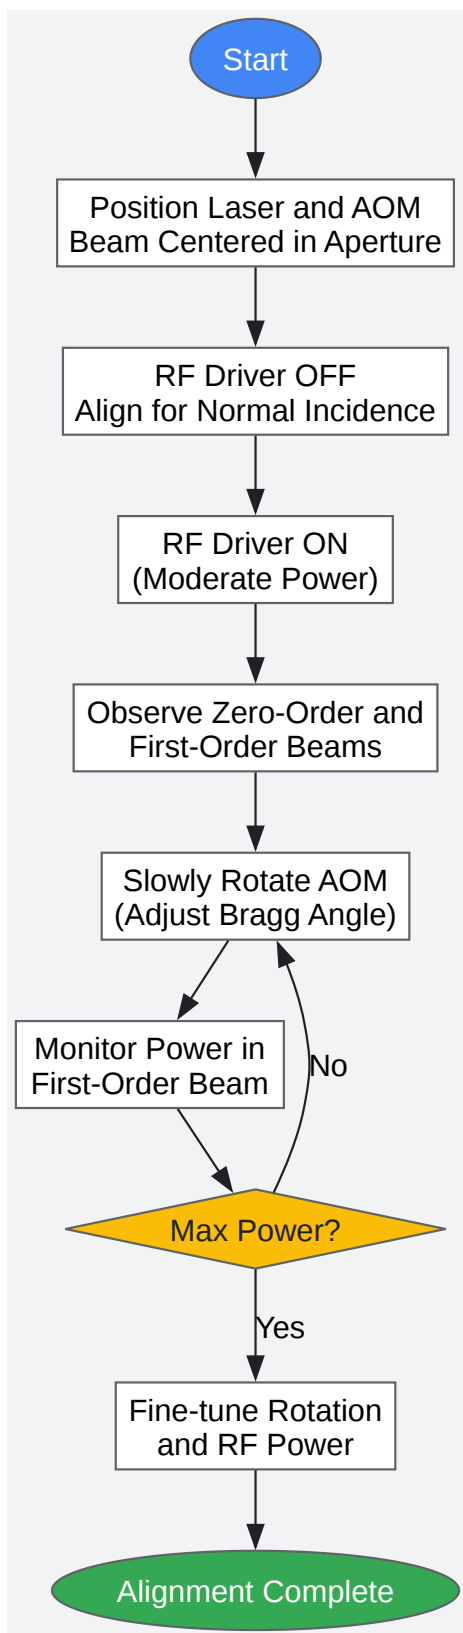 Start
Position Laser and AOM
Beam Centered in Aperture
RF Driver OFF
Align for Normal Incidence
RF Driver ON
(Moderate Power)
Observe Zero-Order and
First-Order Beams
Slowly Rotate AOM
(Adjust Bragg Angle)
Monitor Power in
First-Order Beam
No
Max Power?
Yes
Fine-tune Rotation
and RF Power
Alignment Complete